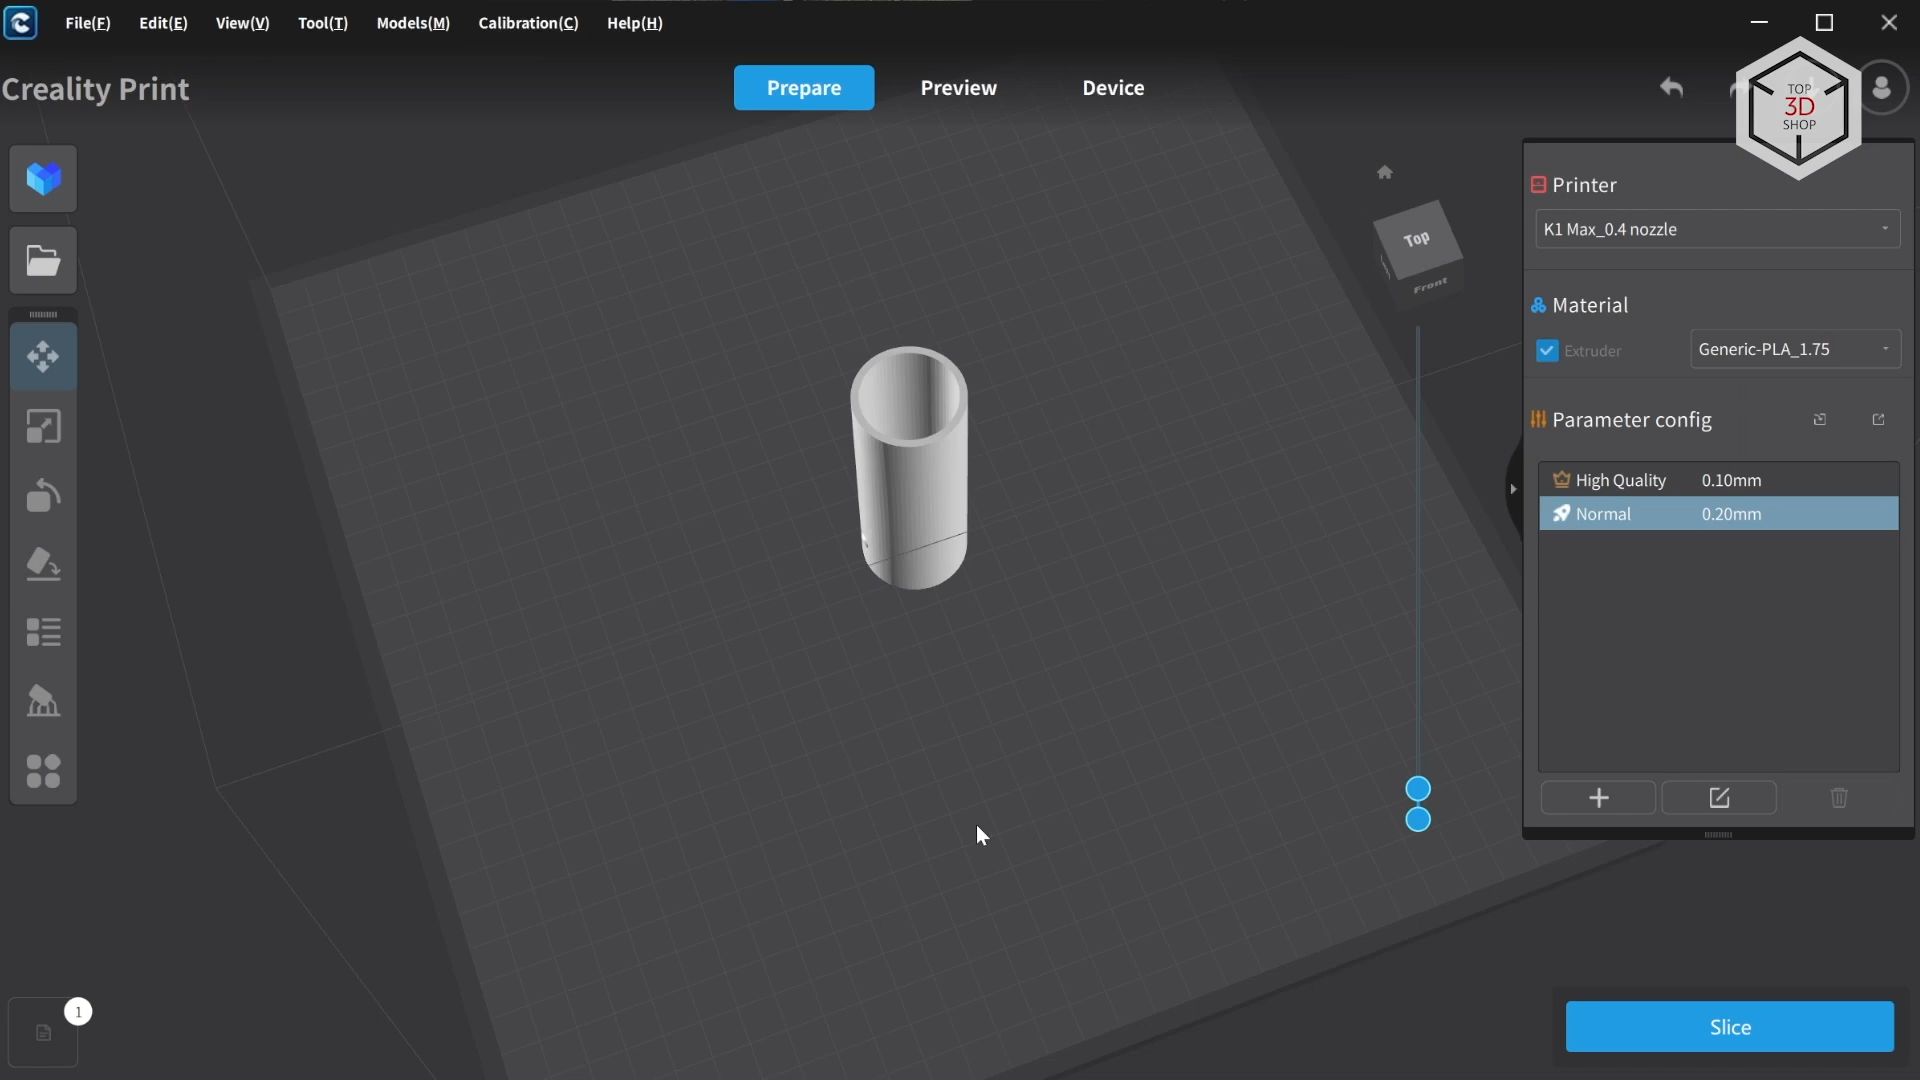 File(F) Edit(E) View(V) Tool(T) Models(M) Calibration(C) Help(H)
Creality Print
Prepare Preview Device
TOP
3D
SHOP
Printer
K1 Max_0.4 nozzle
Top
Front
Material
Extruder Generic-PLA_1.75
Parameter config
High Quality 0.10mm
Normal 0.20mm
1
Slice